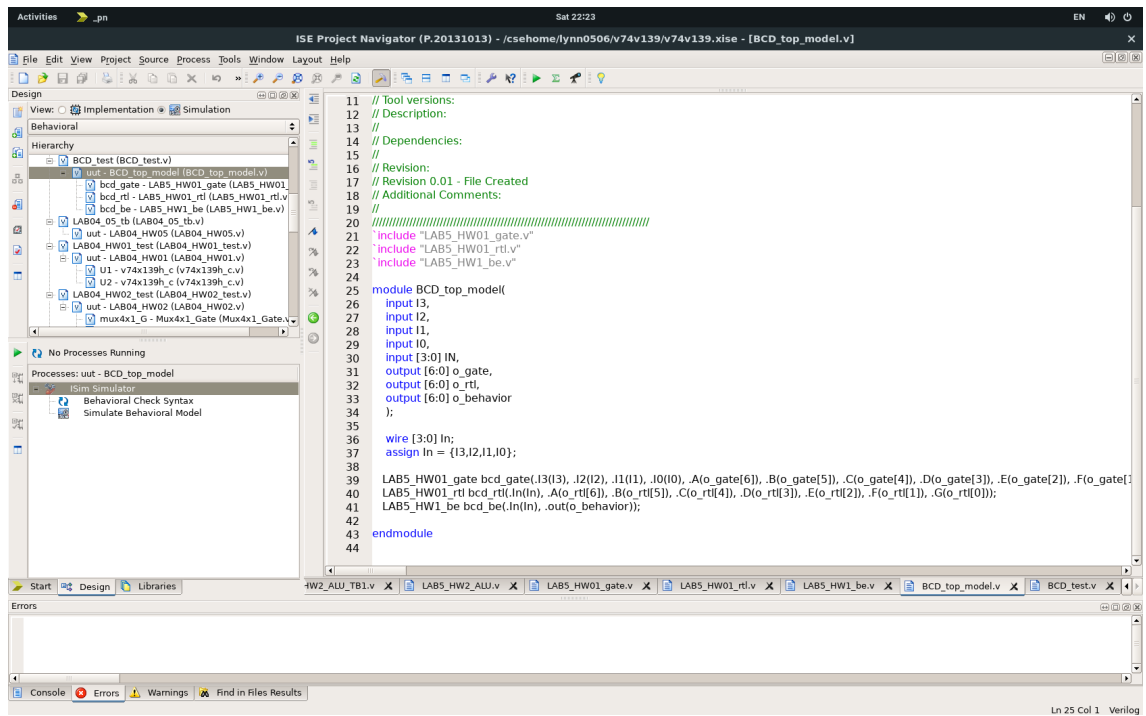 Activities _pn Sat 22:23 EN
ISE Project Navigator (P.20131013) - /csehome/lynn0506/v74v139/v74v139.xise - [BCD_top_model.v]
File Edit View Project Source Process Tools Window Layout Help
Design
View: Implementation Simulation
Behavioral
Hierarchy
BCD_test (BCD_test.v)
uut - BCD_top_model (BCD_top_model.v)
bcd_gate - LAB5_HW01_gate (LAB5_HW01_
bcd_rtl - LAB5_HW01_rtl (LAB5_HW01_rtl.v
bcd_be - LAB5_HW1_be (LAB5_HW1_be.v)
LAB04_05_tb (LAB04_05_tb.v)
uut - LAB04_HW05 (LAB04_HW05.v)
LAB04_HW01_test (LAB04_HW01_test.v)
uut - LAB04_HW01 (LAB04_HW01.v)
U1 - v74x139h_c (v74x139h_c.v)
U2 - v74x139h_c (v74x139h_c.v)
LAB04_HW02_test (LAB04_HW02_test.v)
uut - LAB04_HW02 (LAB04_HW02.v)
mux4x1_G - Mux4x1_Gate (Mux4x1_Gate.v
No Processes Running
Processes: uut - BCD_top_model
ISim Simulator
Behavioral Check Syntax
Simulate Behavioral Model
Start Design Libraries
11 // Tool versions:
12 // Description:
13 //
14 // Dependencies:
15 //
16 // Revision:
17 // Revision 0.01 - File Created
18 // Additional Comments:
19 //
20 //////////////////////////////////////////////////////////////////////////////////
21 `include "LAB5_HW01_gate.v"
22 `include "LAB5_HW01_rtl.v"
23 `include "LAB5_HW1_be.v"
24
25 module BCD_top_model(
26 input I3,
27 input I2,
28 input I1,
29 input I0,
30 input [3:0] IN,
31 output [6:0] o_gate,
32 output [6:0] o_rtl,
33 output [6:0] o_behavior
34 );
35
36 wire [3:0] In;
37 assign In = {I3,I2,I1,I0};
38
39 LAB5_HW01_gate bcd_gate(.I3(I3), .I2(I2), .I1(I1), .I0(I0), .A(o_gate[6]), .B(o_gate[5]), .C(o_gate[4]), .D(o_gate[3]), .E(o_gate[2]), .F(o_gate[1
40 LAB5_HW01_rtl bcd_rtl(.In(In), .A(o_rtl[6]), .B(o_rtl[5]), .C(o_rtl[4]), .D(o_rtl[3]), .E(o_rtl[2]), .F(o_rtl[1]), .G(o_rtl[0]));
41 LAB5_HW1_be bcd_be(.In(In), .out(o_behavior));
42
43 endmodule
44
HW2_ALU_TB1.v LAB5_HW2_ALU.v LAB5_HW01_gate.v LAB5_HW01_rtl.v LAB5_HW1_be.v BCD_top_model.v BCD_test.v
Errors
Console Errors Warnings Find in Files Results
Ln 25 Col 1 Verilog